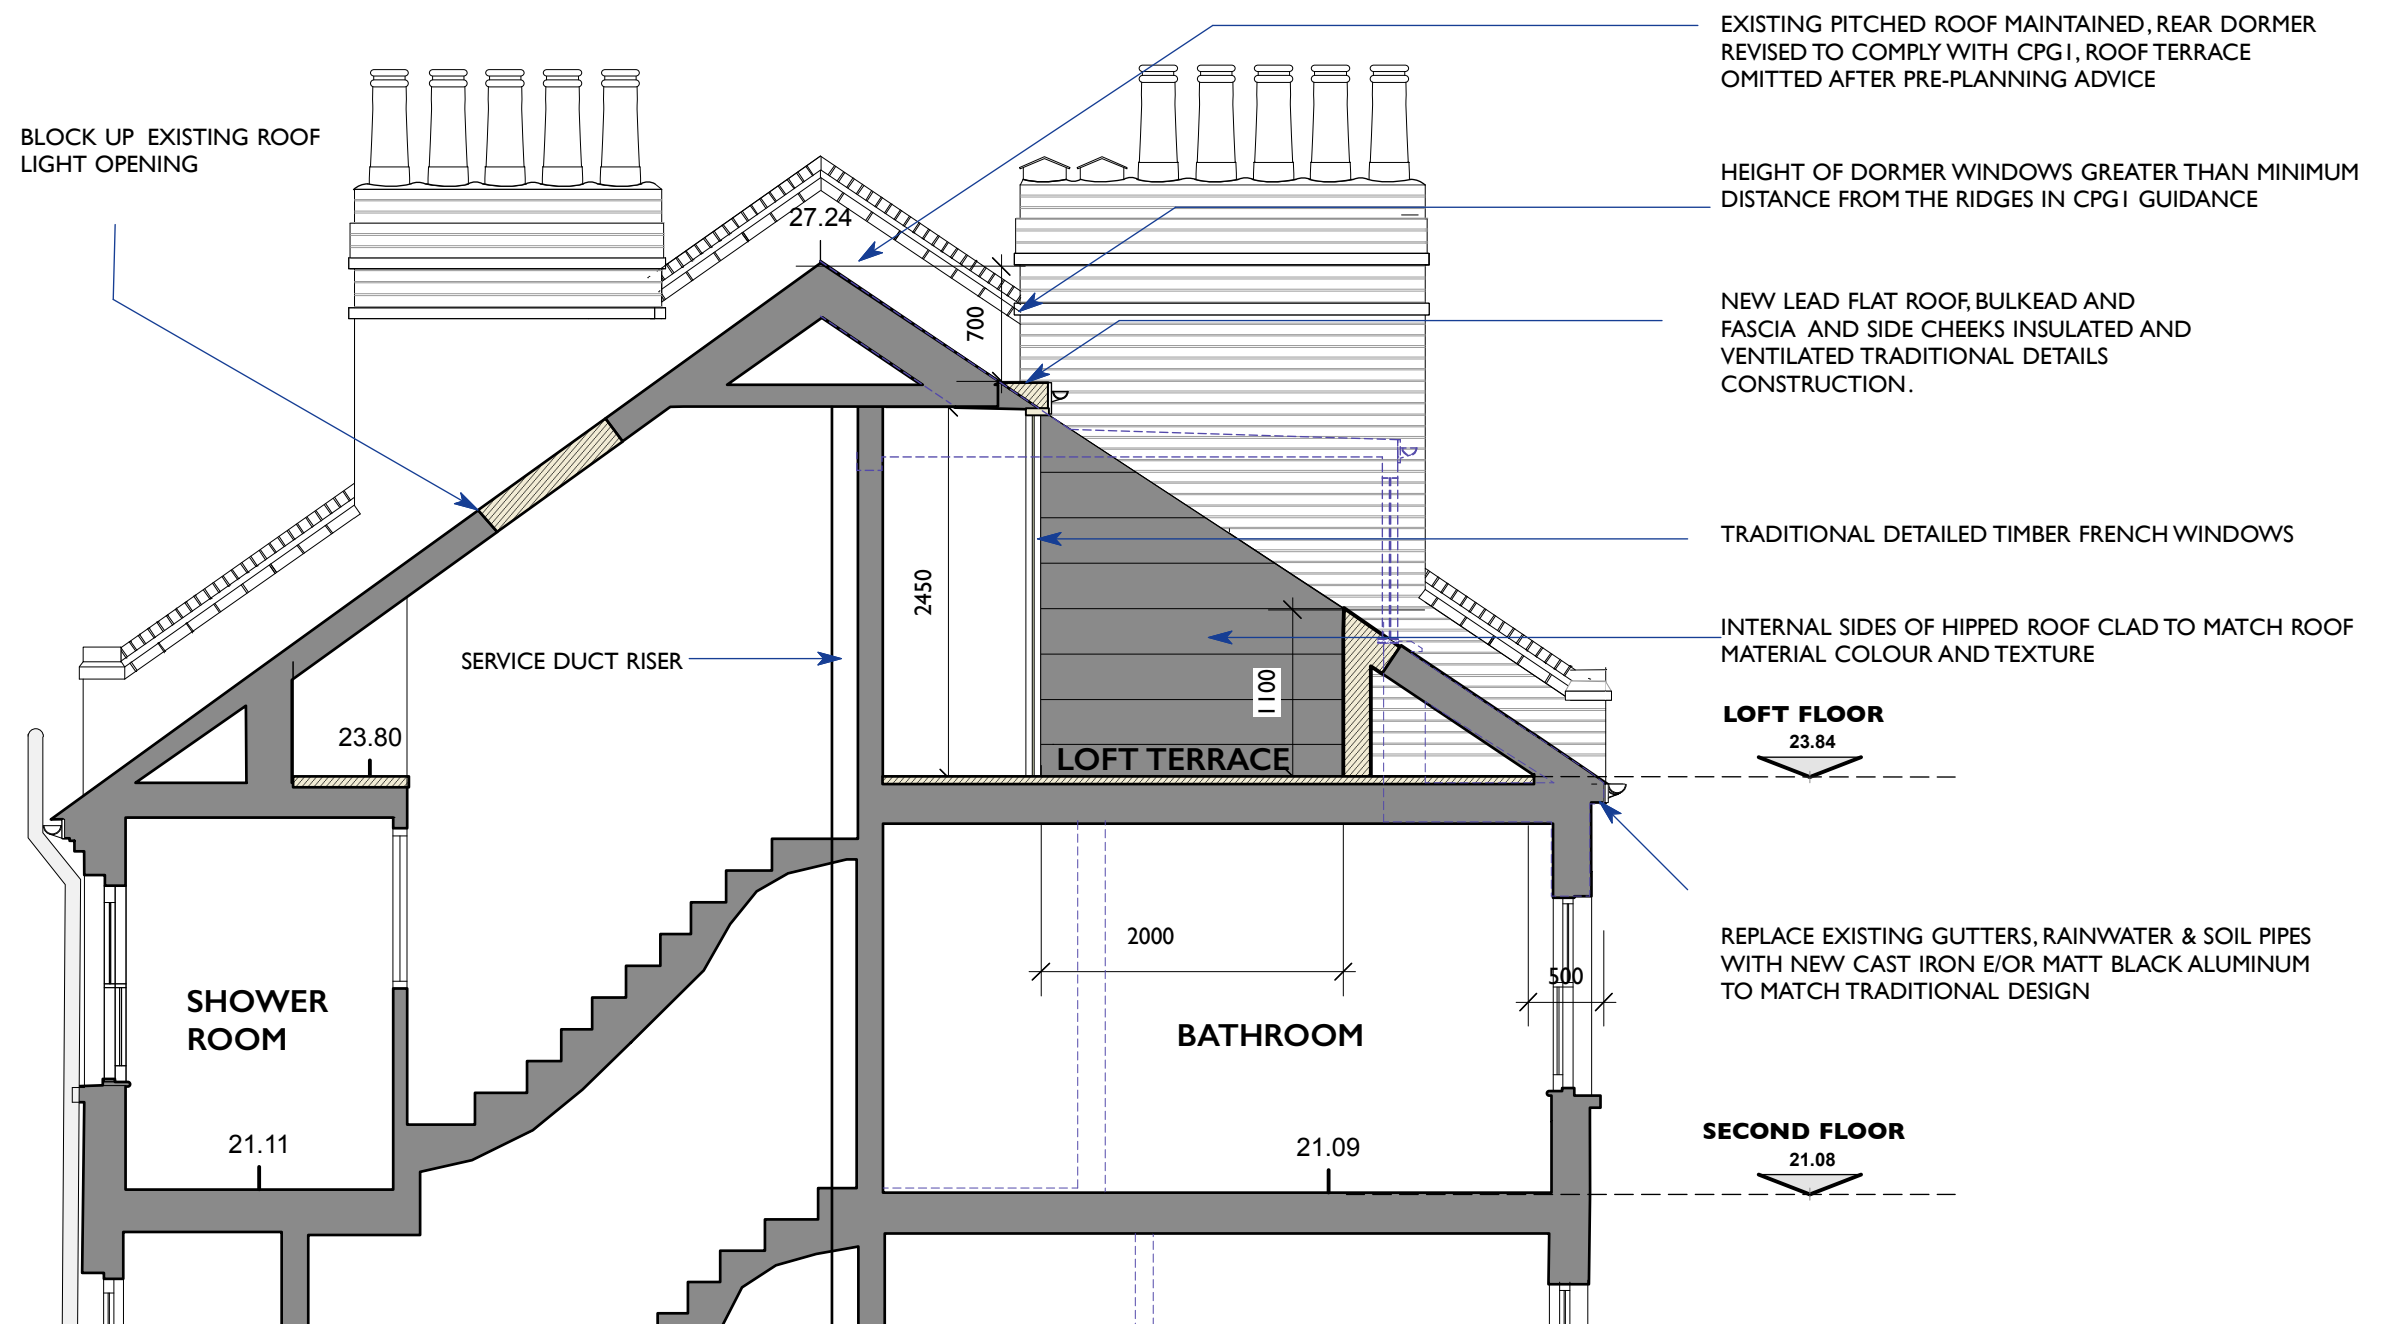 EXISTING PITCHED ROOF MAINTAINED, REAR DORMER
REVISED TO COMPLY WITH CPG1, ROOF TERRACE
OMITTED AFTER PRE-PLANNING ADVICE
BLOCK UP EXISTING ROOF
LIGHT OPENING
HEIGHT OF DORMER WINDOWS GREATER THAN MINIMUM
DISTANCE FROM THE RIDGES IN CPG1 GUIDANCE
27.24
700
NEW LEAD FLAT ROOF, BULKEAD AND
FASCIA AND SIDE CHEEKS INSULATED AND
VENTILATED TRADITIONAL DETAILS
CONSTRUCTION.
TRADITIONAL DETAILED TIMBER FRENCH WINDOWS
2450
INTERNAL SIDES OF HIPPED ROOF CLAD TO MATCH ROOF
MATERIAL COLOUR AND TEXTURE
SERVICE DUCT RISER
1100
LOFT FLOOR
23.84
23.80
LOFT TERRACE
2000
REPLACE EXISTING GUTTERS, RAINWATER & SOIL PIPES
WITH NEW CAST IRON E/OR MATT BLACK ALUMINUM
TO MATCH TRADITIONAL DESIGN
500
SHOWER
ROOM
BATHROOM
21.11
21.09
SECOND FLOOR
21.08